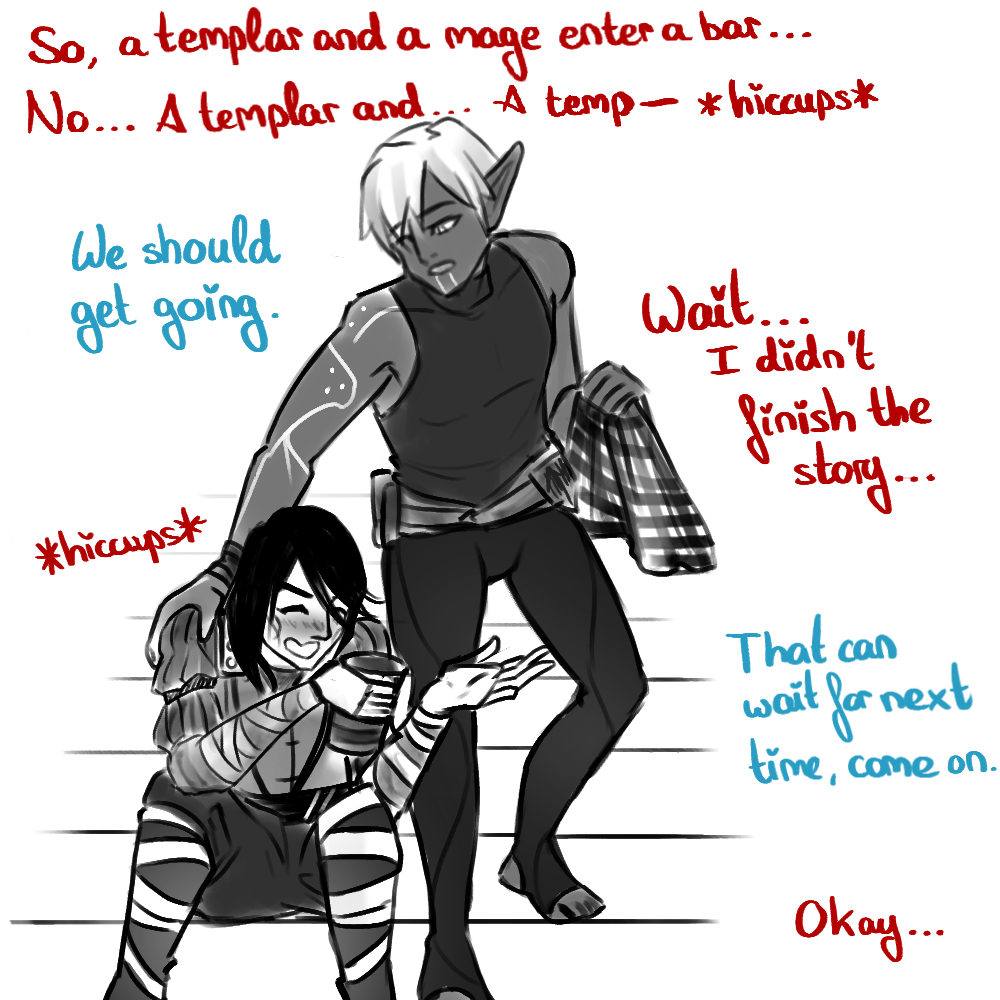 So, a templar and a mage enter a bar...
No... A templar and... A temp— *hiccups*
We should
get going.
Wait...
I didn't
finish the
story...
*hiccups*
That can
wait for next
time, come on.
Okay...